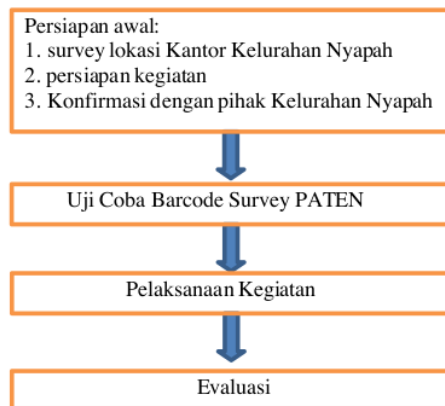 Persiapan awal:
1. survey lokasi Kantor Kelurahan Nyapah
2. persiapan kegiatan
3. Konfirmasi dengan pihak Kelurahan Nyapah
Uji Coba Barcode Survey PATEN
Pelaksanaan Kegiatan
Evaluasi